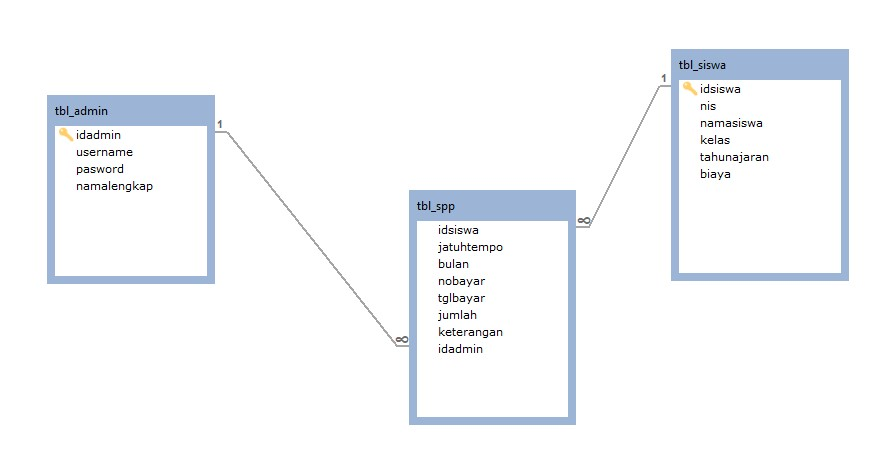 tbl_admin
idadmin
username
pasword
namalengkap
1
∞
tbl_spp
idsiswa
jatuhtempo
bulan
nobayar
tglbayar
jumlah
keterangan
idadmin
∞
1
tbl_siswa
idsiswa
nis
namasiswa
kelas
tahunajaran
biaya